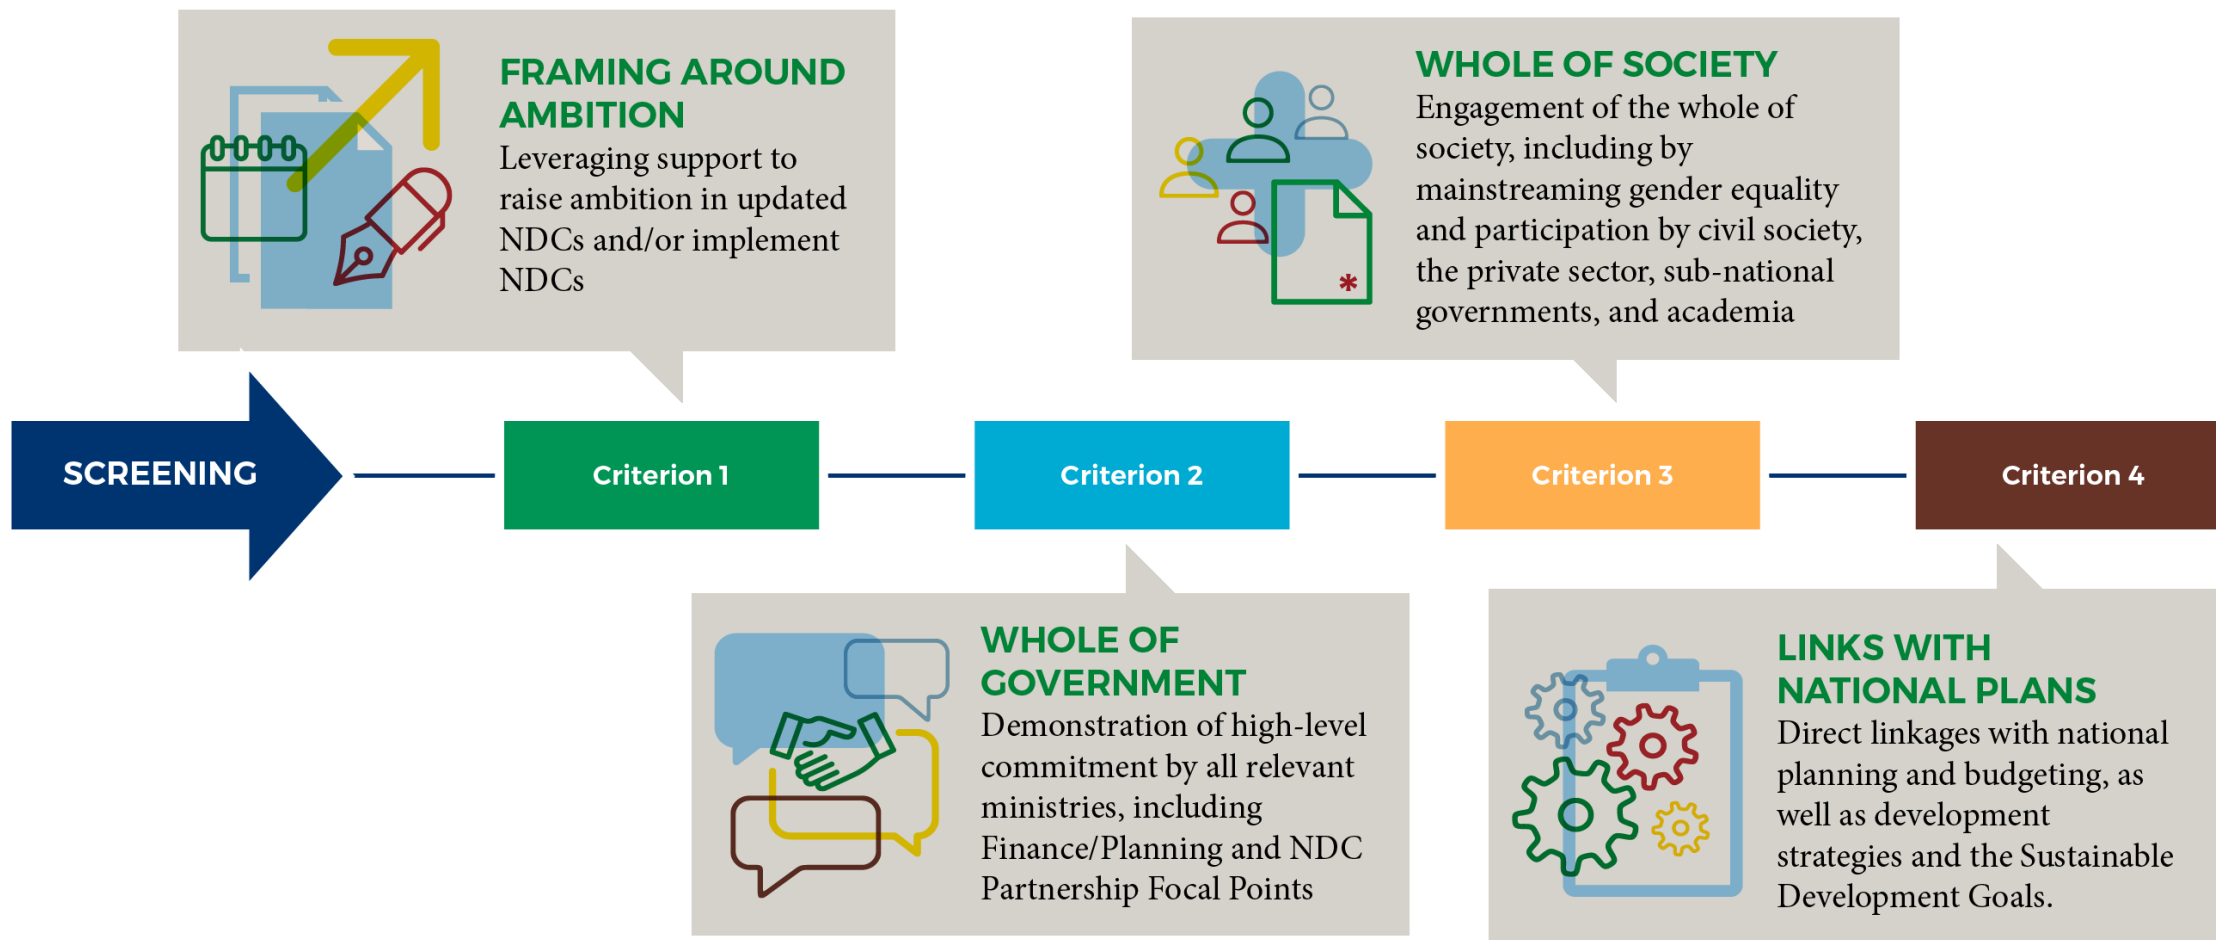 FRAMING AROUND
AMBITION
Leveraging support to
raise ambition in updated
NDCs and/or implement
NDCs
WHOLE OF SOCIETY
Engagement of the whole of
society, including by
mainstreaming gender equality
and participation by civil society,
the private sector, sub-national
governments, and academia
*
SCREENING
Criterion 1
Criterion 2
Criterion 3
Criterion 4
WHOLE OF
GOVERNMENT
Demonstration of high-level
commitment by all relevant
ministries, including
Finance/Planning and NDC
Partnership Focal Points
LINKS WITH
NATIONAL PLANS
Direct linkages with national
planning and budgeting, as
well as development
strategies and the Sustainable
Development Goals.